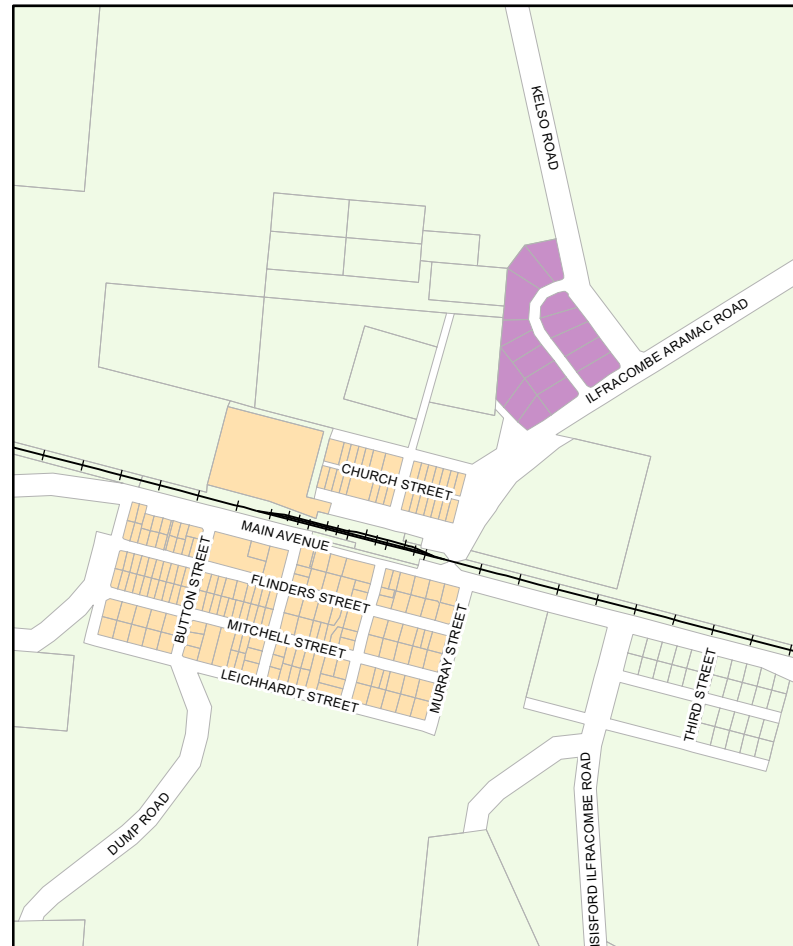 KELSO ROAD
ILFRACOMBE ARAMAC ROAD
CHURCH STREET
MAIN AVENUE
FLINDERS STREET
BUTTON STREET
MITCHELL STREET
MURRAY STREET
LEICHHARDT STREET
THIRD STREET
DUMP ROAD
ISISFORD ILFRACOMBE ROAD